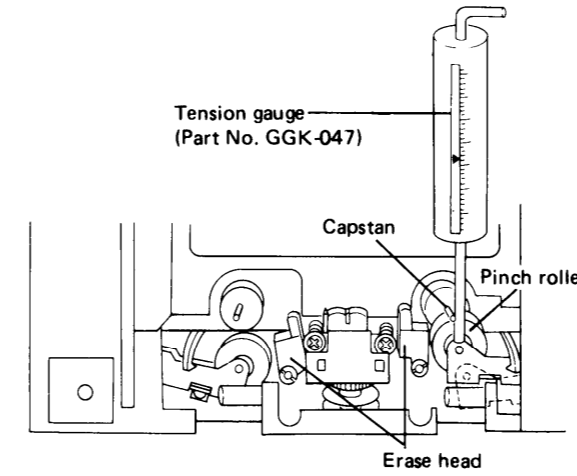 Tension gauge
(Part No. GGK-047)
Capstan
Pinch rolle
Erase head